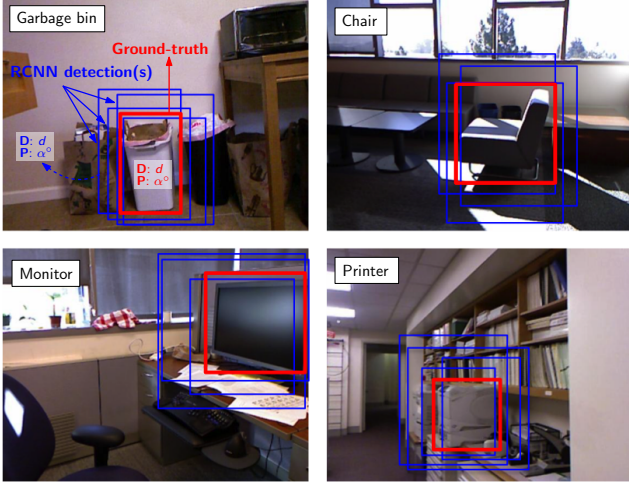 Garbage bin
Ground-truth
RCNN detection(s)
D: d
P: α°
D: d
P: α°
Chair
Monitor
Printer